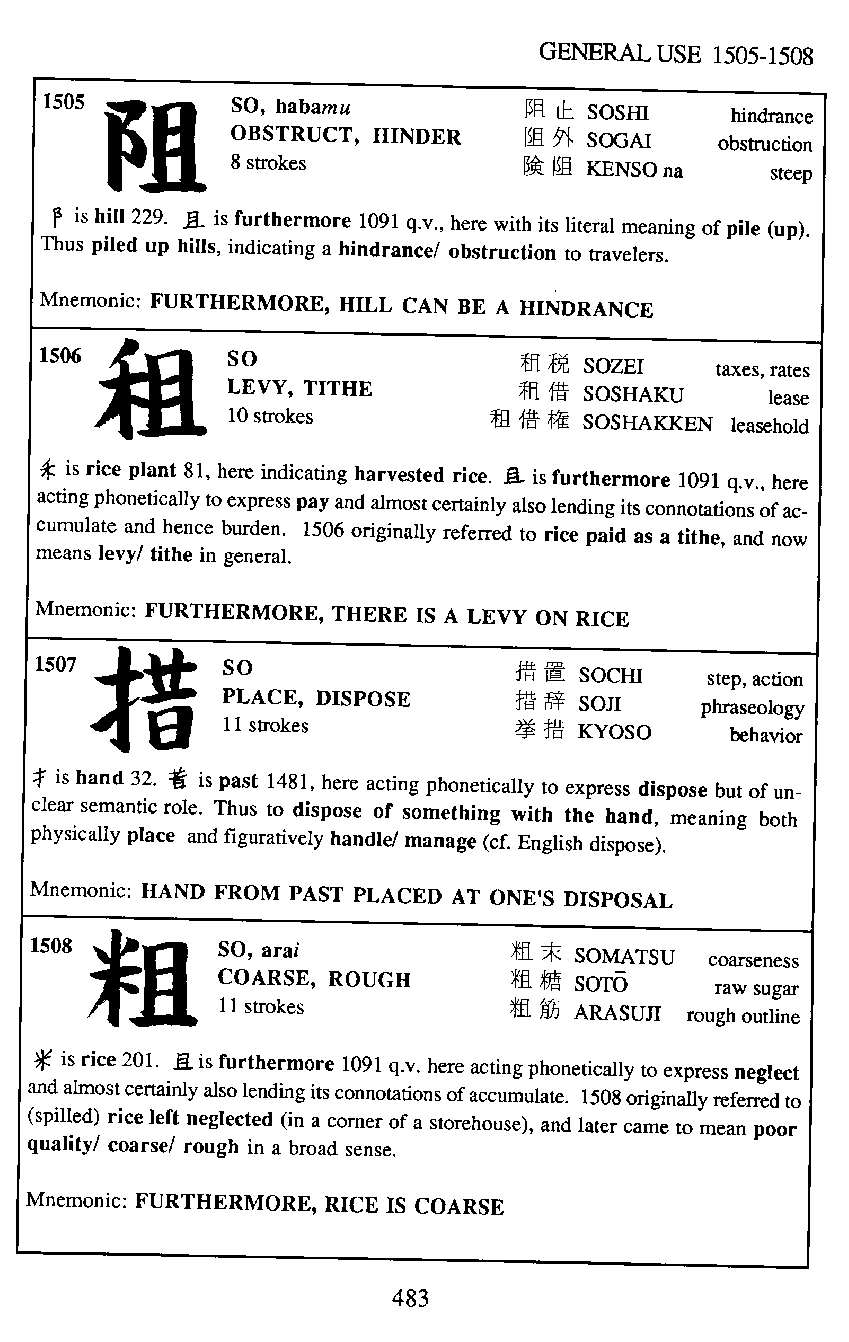 GENERAL USE 1505-1508
1505 阻 SO, habamu 阻止 SOSHI hindrance
OBSTRUCT, HINDER 阻外 SOGAI obstruction
8 strokes 険阻 KENSO na steep
阝 is hill 229. 且 is furthermore 1091 q.v., here with its literal meaning of pile (up).
Thus piled up hills, indicating a hindrance/ obstruction to travelers.
Mnemonic: FURTHERMORE, HILL CAN BE A HINDRANCE
1506 租 SO 租税 SOZEI taxes, rates
LEVY, TITHE 租借 SOSHAKU lease
10 strokes 租借権 SOSHAKKEN leasehold
禾 is rice plant 81, here indicating harvested rice. 且 is furthermore 1091 q.v., here
acting phonetically to express pay and almost certainly also lending its connotations of ac-
cumulate and hence burden. 1506 originally referred to rice paid as a tithe, and now
means levy/ tithe in general.
Mnemonic: FURTHERMORE, THERE IS A LEVY ON RICE
1507 措 SO 措置 SOCHI step, action
PLACE, DISPOSE 措辞 SOJI phraseology
11 strokes 挙措 KYOSO behavior
扌 is hand 32. 昔 is past 1481, here acting phonetically to express dispose but of un-
clear semantic role. Thus to dispose of something with the hand, meaning both
physically place and figuratively handle/ manage (cf. English dispose).
Mnemonic: HAND FROM PAST PLACED AT ONE'S DISPOSAL
1508 粗 SO, arai 粗末 SOMATSU coarseness
COARSE, ROUGH 粗糖 SOTŌ raw sugar
11 strokes 粗筋 ARASUJI rough outline
米 is rice 201. 且 is furthermore 1091 q.v. here acting phonetically to express neglect
and almost certainly also lending its connotations of accumulate. 1508 originally referred to
(spilled) rice left neglected (in a corner of a storehouse), and later came to mean poor
quality/ coarse/ rough in a broad sense.
Mnemonic: FURTHERMORE, RICE IS COARSE
483